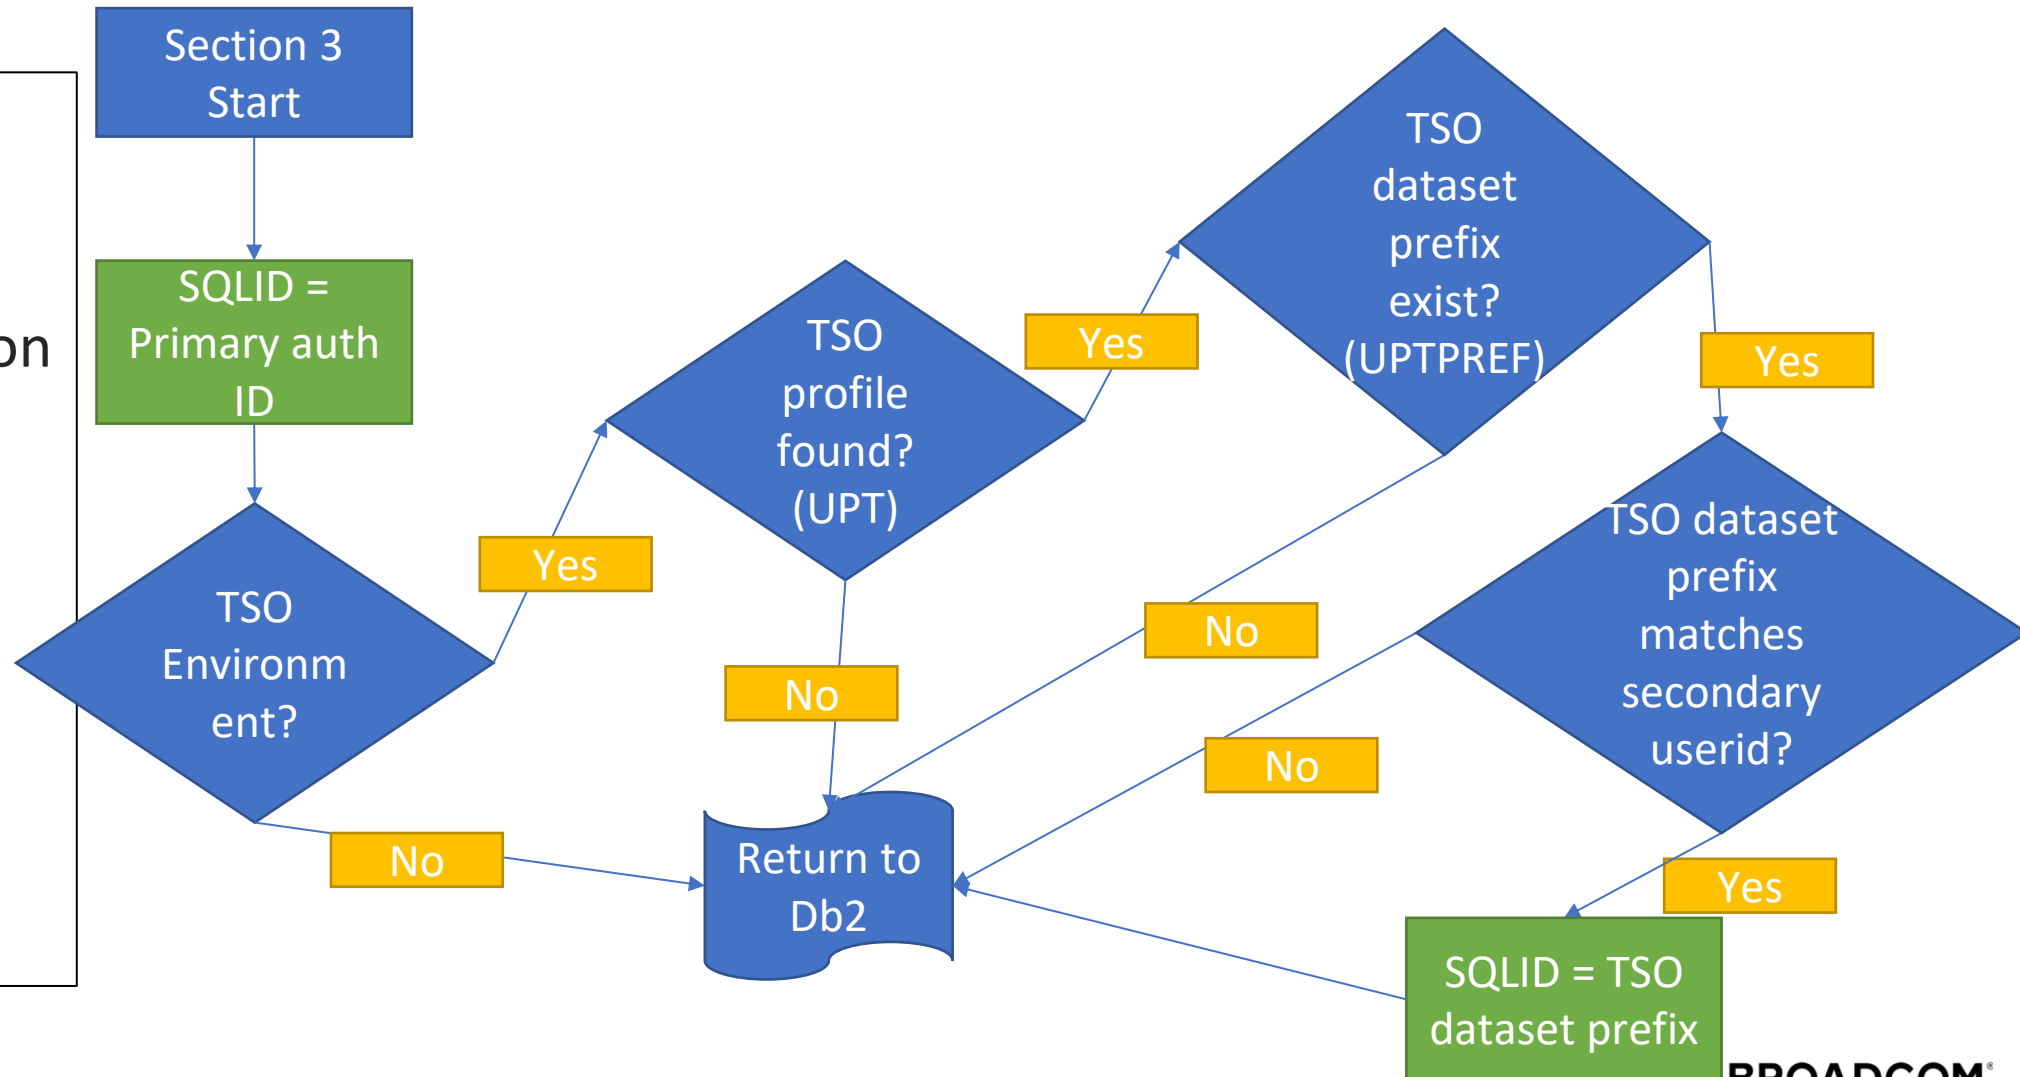 Section 3
Start
on
SQLID =
Primary auth
ID
TSO
Environm
ent?
Yes
No
TSO
profile
found?
(UPT)
Yes
No
TSO
dataset
prefix
exist?
(UPTPREF)
Yes
No
TSO dataset
prefix
matches
secondary
userid?
No
Yes
Return to
Db2
SQLID = TSO
dataset prefix
BROADCOM®